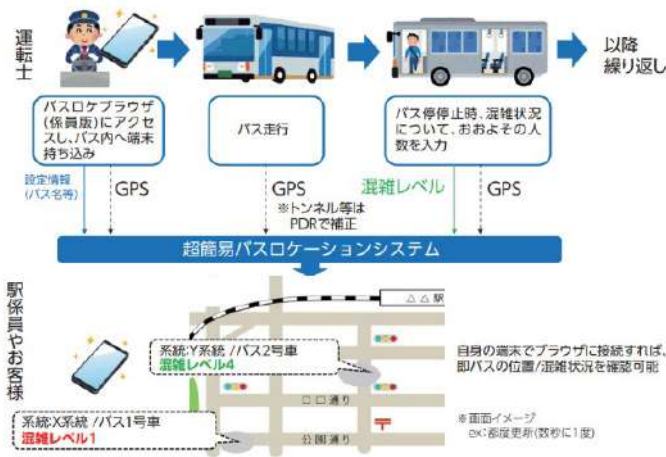 運転士
以降
繰り返し
バスロケブラウザ
(係員版)にアクセ
スし、バス内へ端末
持ち込み
バス走行
バス停停止時、混雑状況
について、おおよその人
数を入力
設定情報
(バス名等)
GPS
GPS
※トンネル等は
PDRで補正
混雑レベル
GPS
超簡易バスロケーションシステム
駅係員やお客様
△△駅
系統:Y系統 /バス2号車
混雑レベル4
自身の端末でブラウザに接続すれば、
即バスの位置/混雑状況を確認可能
口口通り
系統:X系統 /バス1号車
混雑レベル1
公園通り
〒
※画面イメージ
ex:都度更新(数秒に1度)